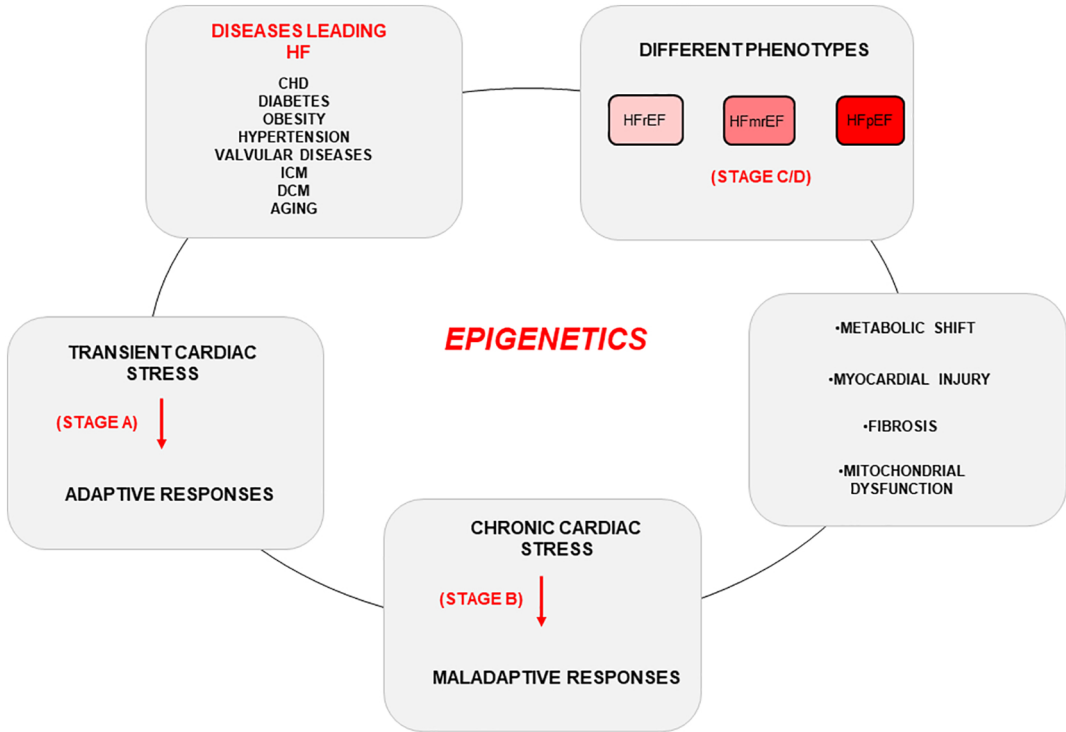 DISEASES LEADING
HF
CHD
DIABETES
OBESITY
HYPERTENSION
VALVULAR DISEASES
ICM
DCM
AGING
DIFFERENT PHENOTYPES
HFrEF
HFmrEF
HFpEF
(STAGE C/D)
EPIGENETICS
TRANSIENT CARDIAC
STRESS
(STAGE A)
ADAPTIVE RESPONSES
•METABOLIC SHIFT
•MYOCARDIAL INJURY
•FIBROSIS
•MITOCHONDRIAL
DYSFUNCTION
CHRONIC CARDIAC
STRESS
(STAGE B)
MALADAPTIVE RESPONSES